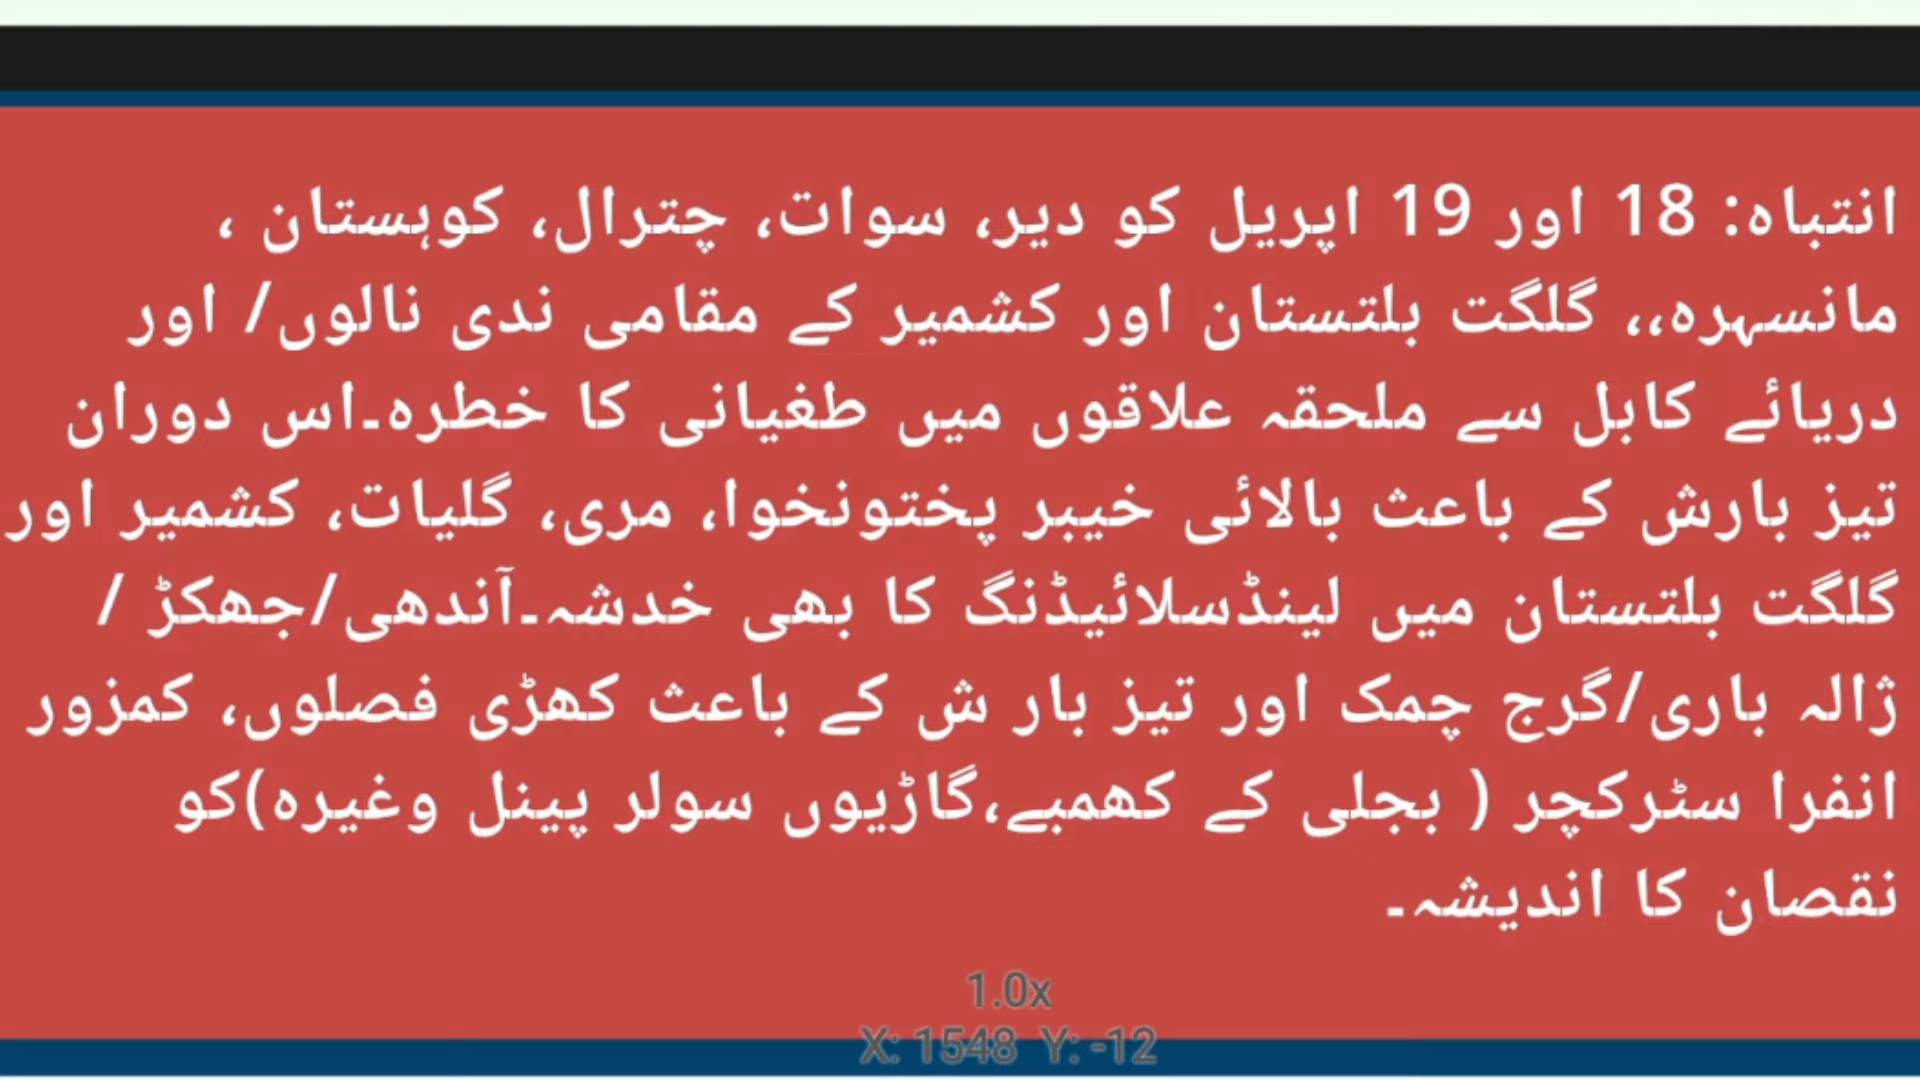 انتباہ: 18 اور 19 اپریل کو دیر، سوات، چترال، کوہستان ،
مانسہرہ،، گلگت بلتستان اور کشمیر کے مقامی ندی نالوں/ اور
دریائے کابل سے ملحقہ علاقوں میں طغیانی کا خطرہ۔اس دوران
تیز بارش کے باعث بالائی خیبر پختونخوا، مری، گلیات، کشمیر اور
گلگت بلتستان میں لینڈسلائیڈنگ کا بھی خدشہ۔آندھی/جھکڑ /
ژالہ باری/گرج چمک اور تیز بار ش کے باعث کھڑی فصلوں، کمزور
انفرا سٹرکچر ( بجلی کے کھمبے،گاڑیوں سولر پینل وغیرہ)کو
نقصان کا اندیشہ۔
1.0x
X: 1548 Y: -12